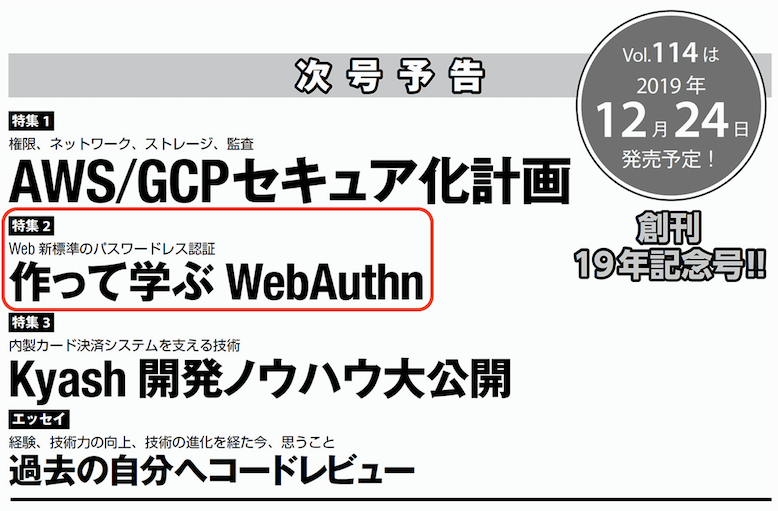 次号予告
Vol.114は
2019年
12月24日
発売予定！
創刊
19年記念号!!
特集1
権限、ネットワーク、ストレージ、監査
AWS/GCPセキュア化計画
特集2
Web新標準のパスワードレス認証
作って学ぶ WebAuthn
特集3
内製カード決済システムを支える技術
Kyash 開発ノウハウ大公開
エッセイ
経験、技術力の向上、技術の進化を経た今、思うこと
過去の自分へコードレビュー